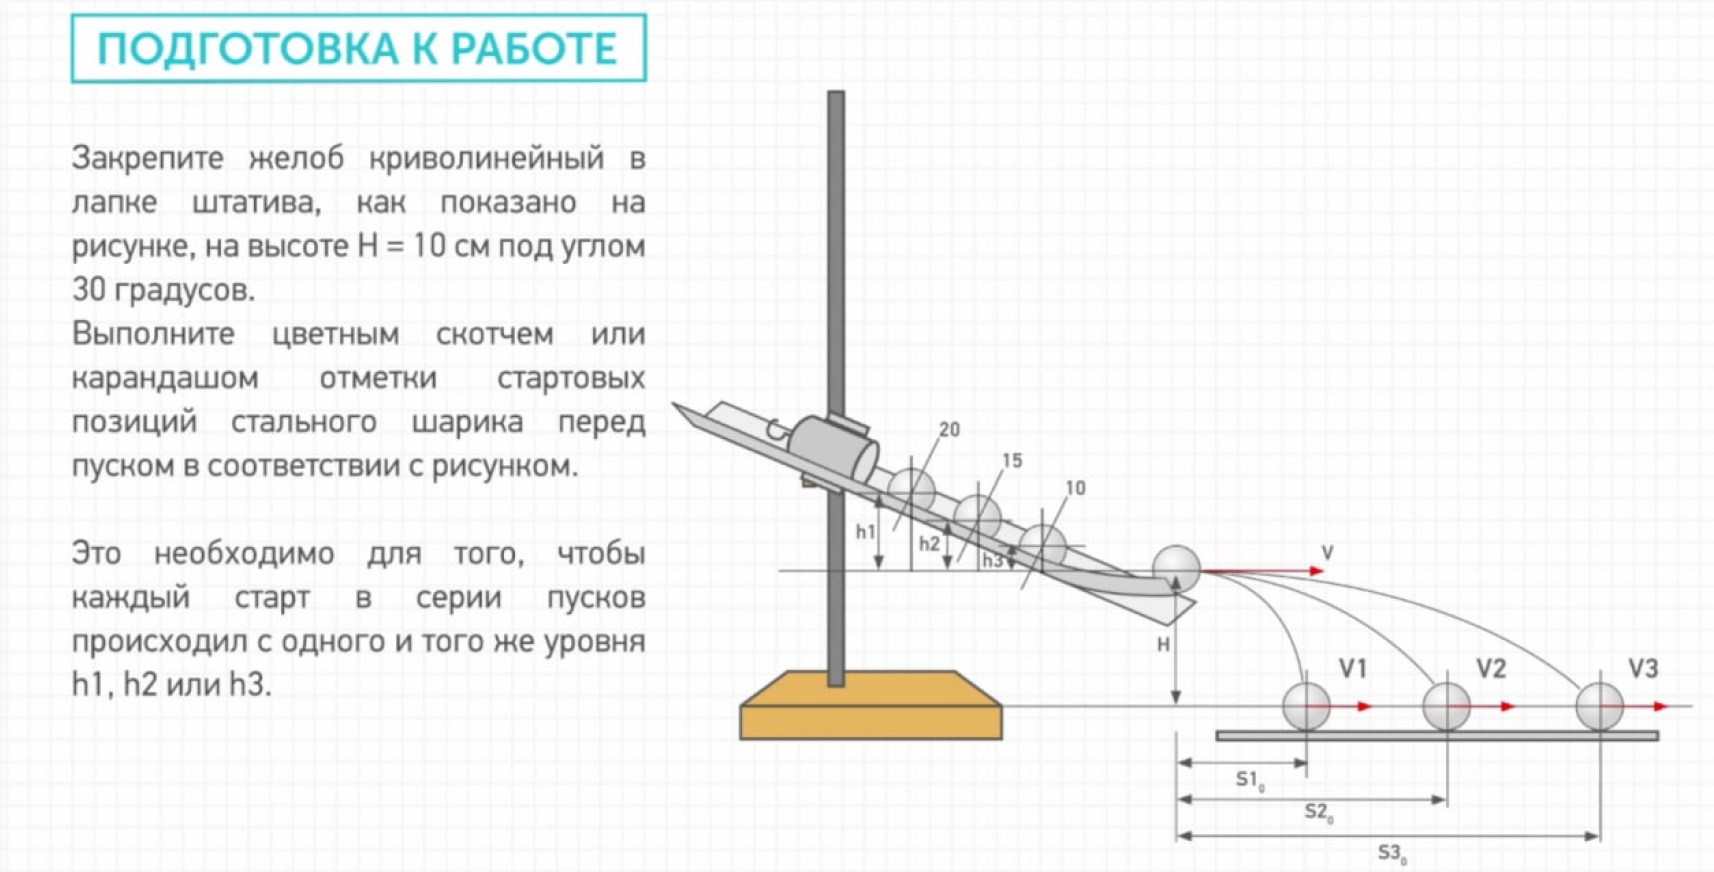 ПОДГОТОВКА К РАБОТЕ
Закрепите желоб криволинейный в
лапке штатива, как показано на
рисунке, на высоте H = 10 см под углом
30 градусов.
Выполните цветным скотчем или
карандашом отметки стартовых
позиций стального шарика перед
пуском в соответствии с рисунком.
Это необходимо для того, чтобы
каждый старт в серии пусков
происходил с одного и того же уровня
h1, h2 или h3.
20
15
10
h1
h2
h3
V
H
V1
V2
V3
S1₀
S2₀
S3₀